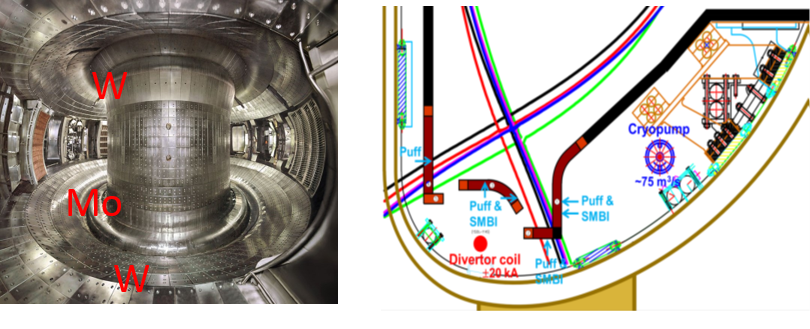 W
Mo
W
Puff
Cryopump
~75 m³/s
Puff &
SMBI
Puff &
SMBI
Divertor coil
±20 kA
Puff &
SMBI